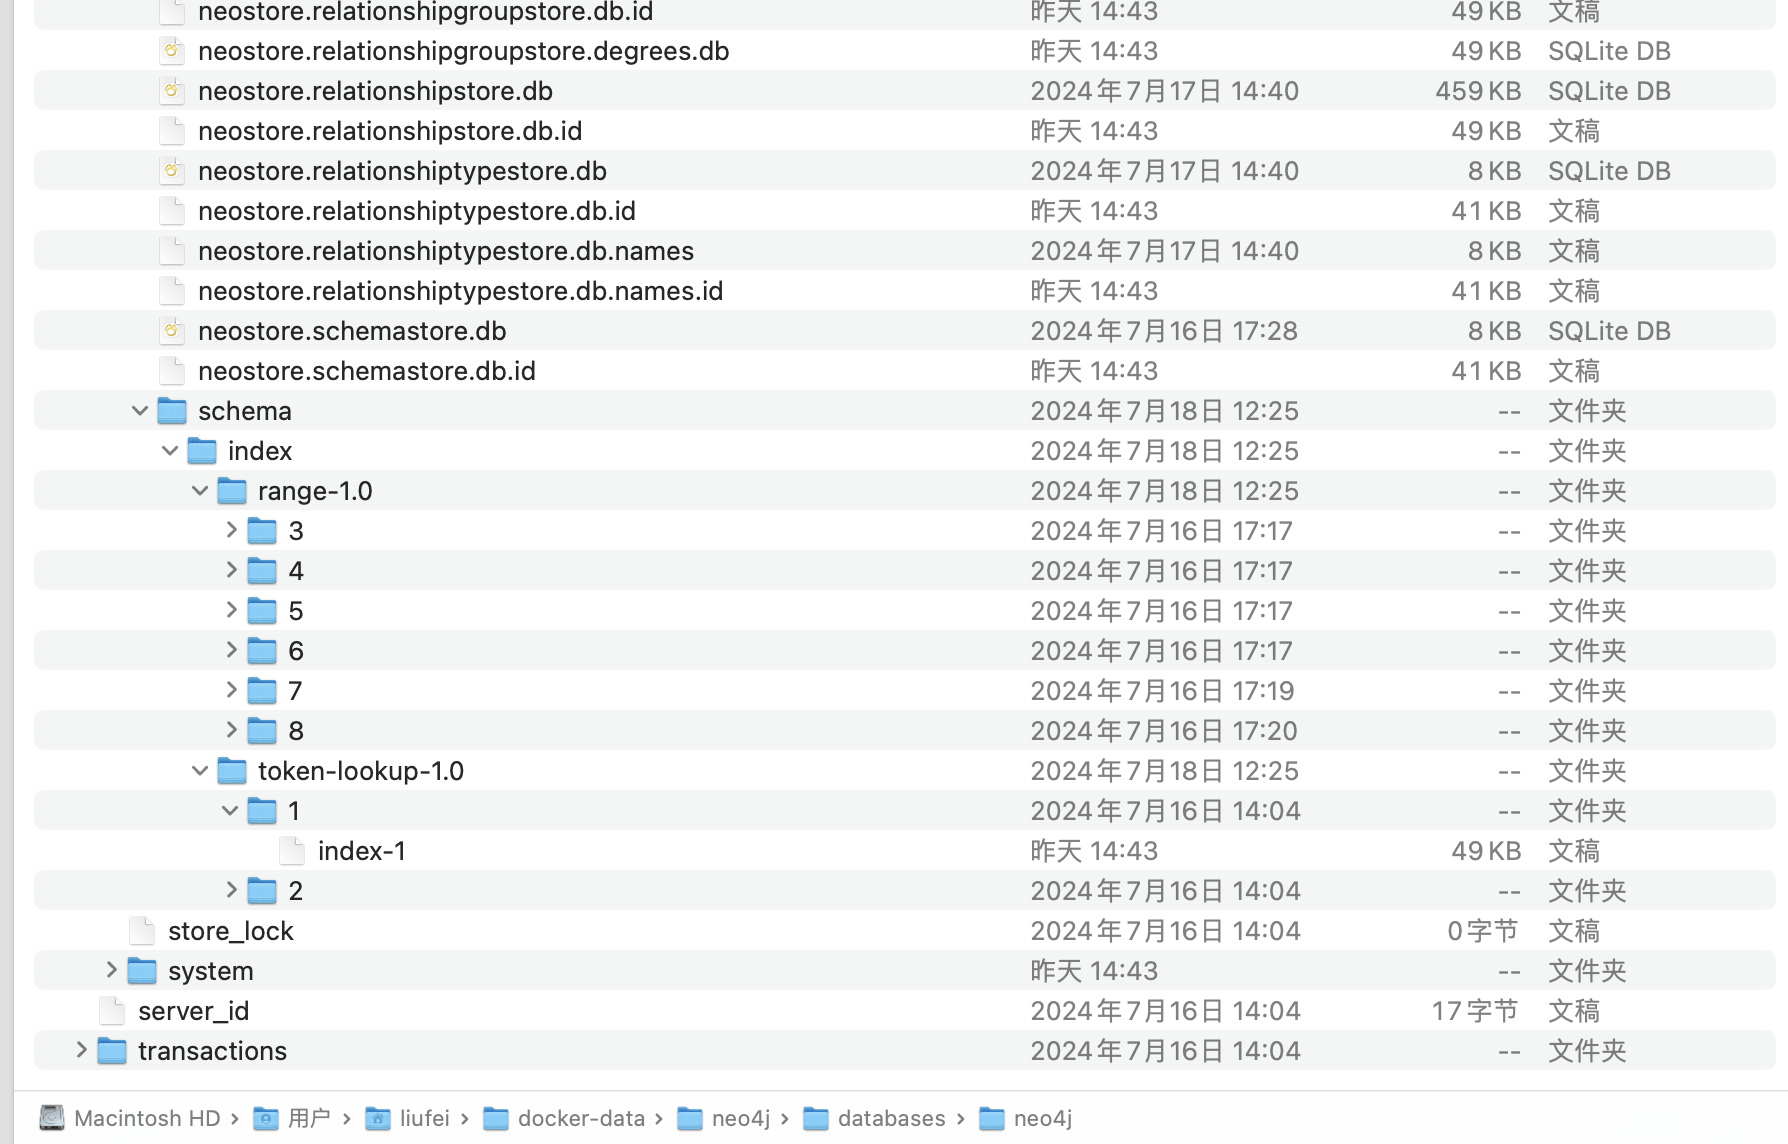 neostore.relationshipgroupstore.db.id 昨天 14:43 49 KB 文稿
neostore.relationshipgroupstore.degrees.db 昨天 14:43 49 KB SQLite DB
neostore.relationshipstore.db 2024年7月17日 14:40 459 KB SQLite DB
neostore.relationshipstore.db.id 昨天 14:43 49 KB 文稿
neostore.relationshiptypestore.db 2024年7月17日 14:40 8 KB SQLite DB
neostore.relationshiptypestore.db.id 昨天 14:43 41 KB 文稿
neostore.relationshiptypestore.db.names 2024年7月17日 14:40 8 KB 文稿
neostore.relationshiptypestore.db.names.id 昨天 14:43 41 KB 文稿
neostore.schemastore.db 2024年7月16日 17:28 8 KB SQLite DB
neostore.schemastore.db.id 昨天 14:43 41 KB 文稿
schema 2024年7月18日 12:25 -- 文件夹
index 2024年7月18日 12:25 -- 文件夹
range-1.0 2024年7月18日 12:25 -- 文件夹
3 2024年7月16日 17:17 -- 文件夹
4 2024年7月16日 17:17 -- 文件夹
5 2024年7月16日 17:17 -- 文件夹
6 2024年7月16日 17:17 -- 文件夹
7 2024年7月16日 17:19 -- 文件夹
8 2024年7月16日 17:20 -- 文件夹
token-lookup-1.0 2024年7月18日 12:25 -- 文件夹
1 2024年7月16日 14:04 -- 文件夹
index-1 昨天 14:43 49 KB 文稿
2 2024年7月16日 14:04 -- 文件夹
store_lock 2024年7月16日 14:04 0 字节 文稿
system 昨天 14:43 -- 文件夹
server_id 2024年7月16日 14:04 17 字节 文稿
transactions 2024年7月16日 14:04 -- 文件夹
Macintosh HD › 用户 › liufei › docker-data › neo4j › databases › neo4j